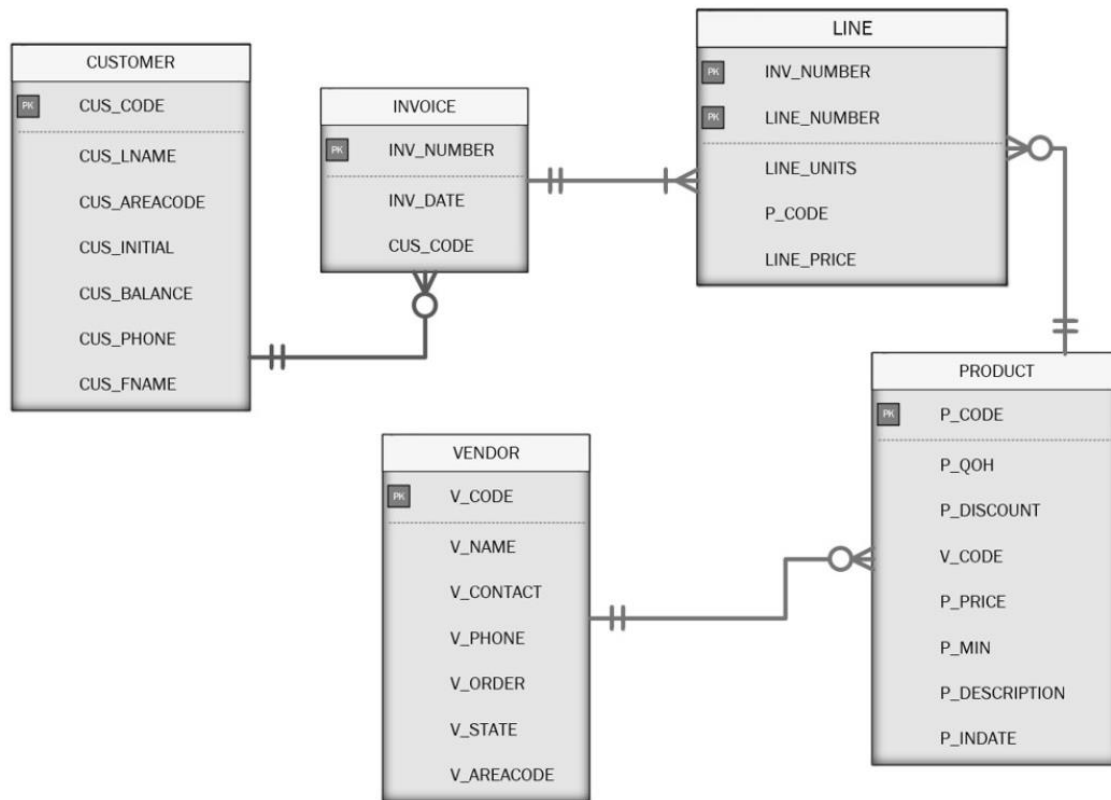 CUSTOMER
PK CUS_CODE
CUS_LNAME
CUS_AREACODE
CUS_INITIAL
CUS_BALANCE
CUS_PHONE
CUS_FNAME
INVOICE
PK INV_NUMBER
INV_DATE
CUS_CODE
LINE
PK INV_NUMBER
PK LINE_NUMBER
LINE_UNITS
P_CODE
LINE_PRICE
VENDOR
PK V_CODE
V_NAME
V_CONTACT
V_PHONE
V_ORDER
V_STATE
V_AREACODE
PRODUCT
PK P_CODE
P_QOH
P_DISCOUNT
V_CODE
P_PRICE
P_MIN
P_DESCRIPTION
P_INDATE